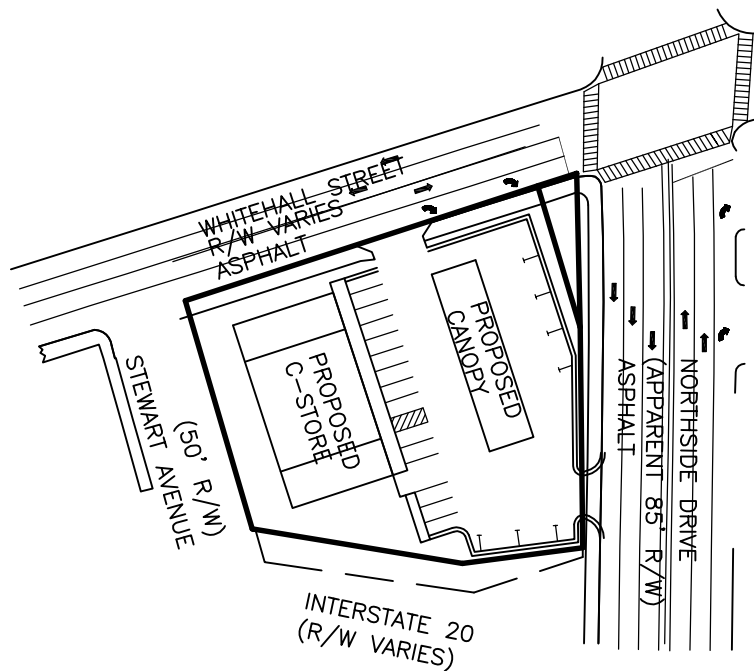 WHITEHALL STREET
R/W VARIES
ASPHALT
PROPOSED
CANOPY
PROPOSED
C-STORE
STEWART AVENUE
(50' R/W)
NORTHSIDE DRIVE
(APPARENT 85' R/W)
ASPHALT
INTERSTATE 20
(R/W VARIES)